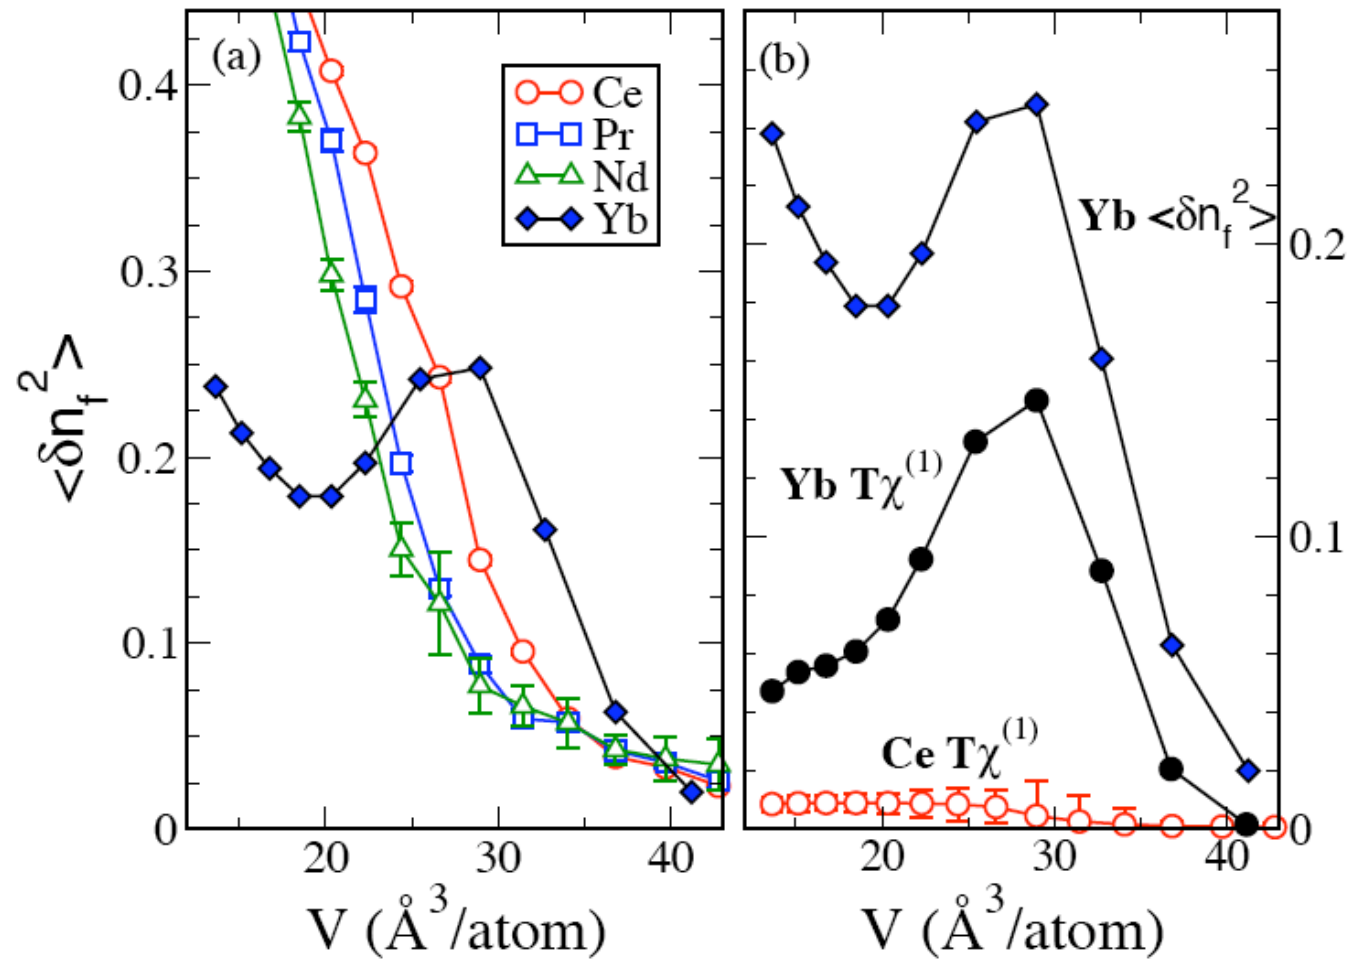 (a)
0.4
0.3
0.2
0.1
0
<δn_f^2>
Ce
Pr
Nd
Yb
20 30 40
V (Å^3/atom)
(b)
Yb <δn_f^2>
Yb Tχ^(1)
Ce Tχ^(1)
0.2
0.1
0
20 30 40
V (Å^3/atom)